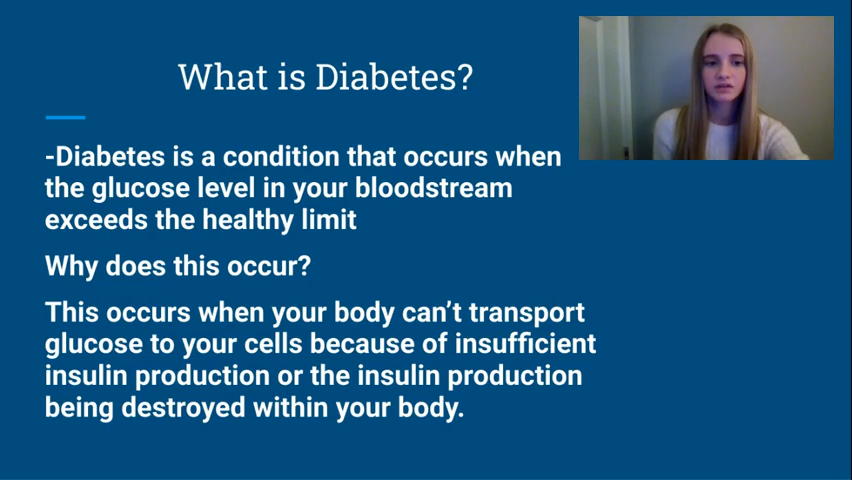 What is Diabetes?
-Diabetes is a condition that occurs when
the glucose level in your bloodstream
exceeds the healthy limit
Why does this occur?
This occurs when your body can’t transport
glucose to your cells because of insufficient
insulin production or the insulin production
being destroyed within your body.